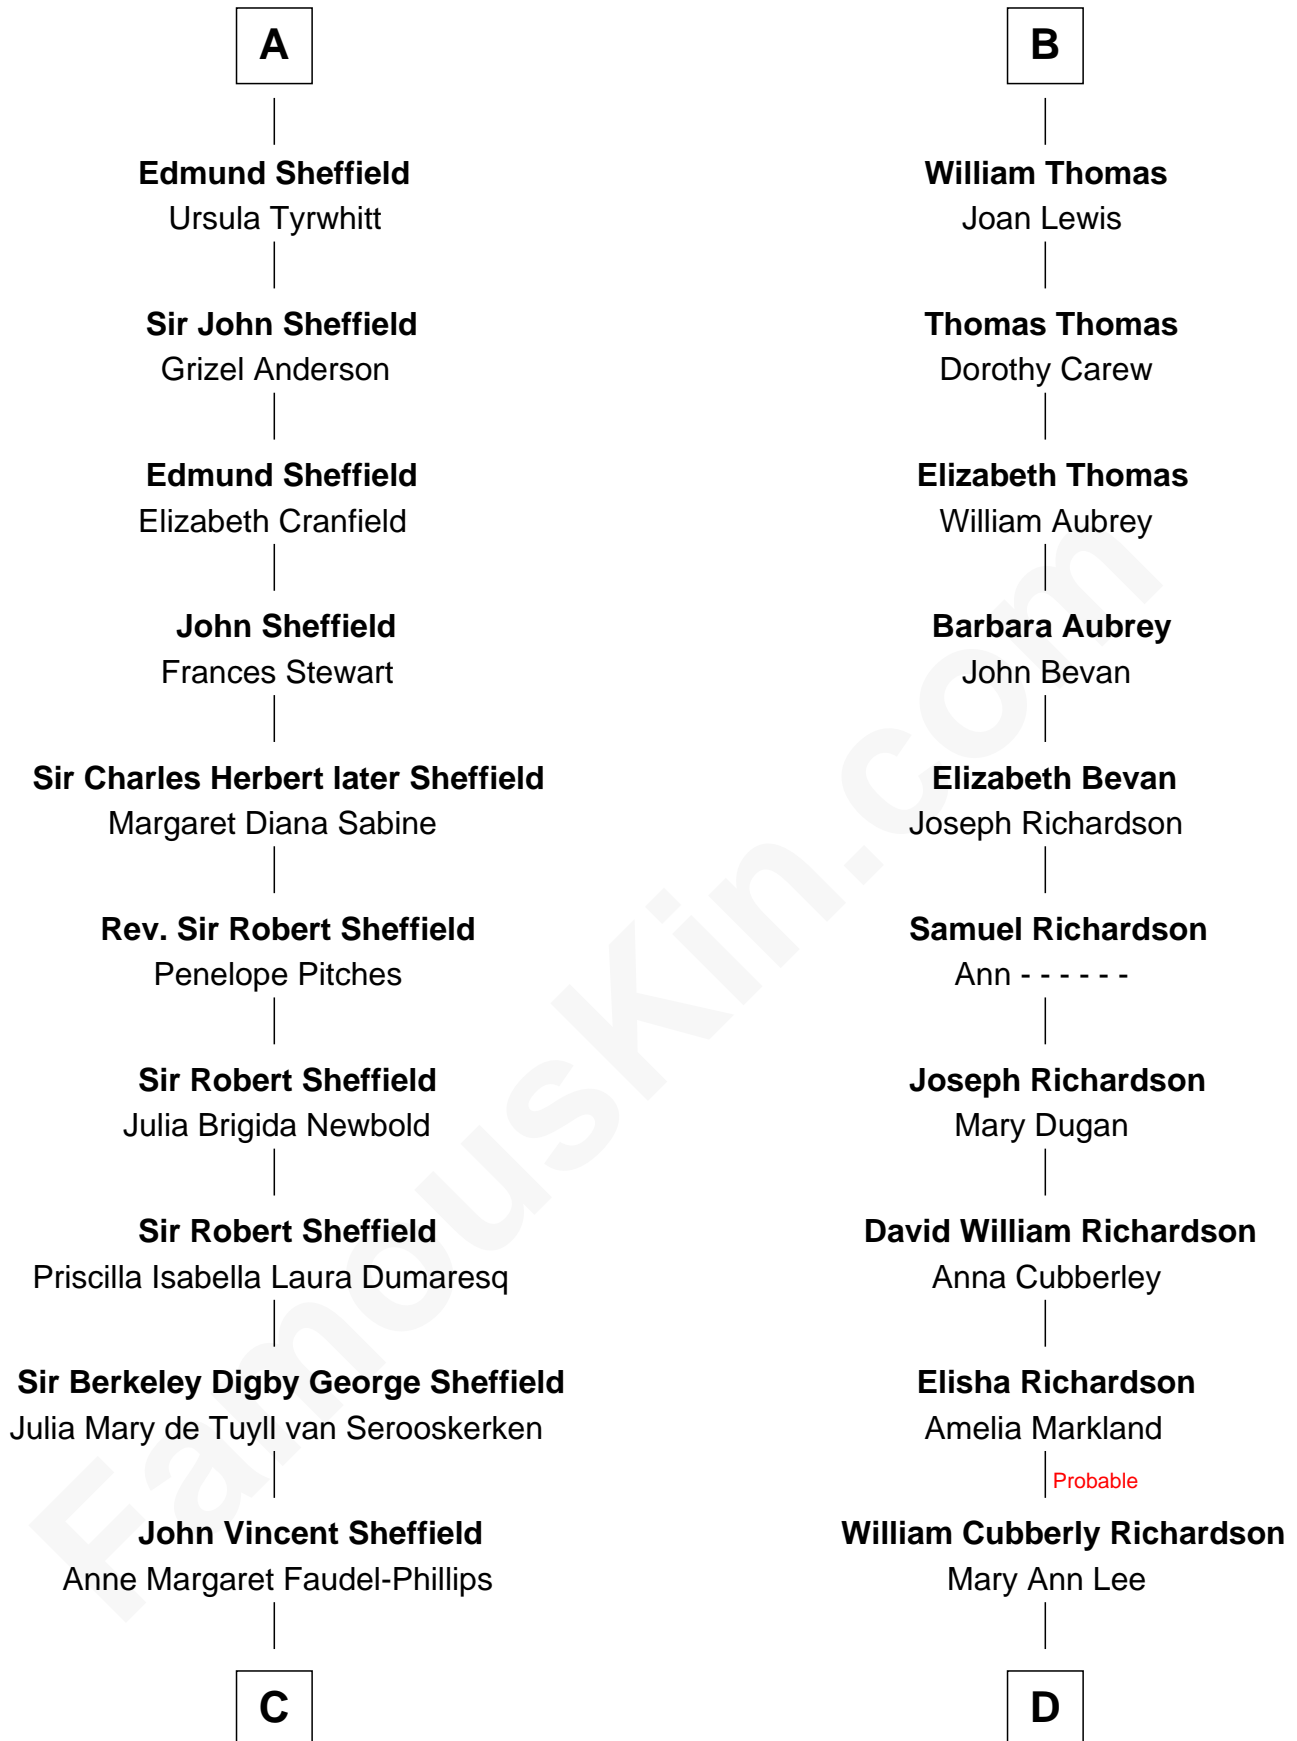 A
Edmund Sheffield
Ursula Tyrwhitt
Sir John Sheffield
Grizel Anderson
Edmund Sheffield
Elizabeth Cranfield
John Sheffield
Frances Stewart
Sir Charles Herbert later Sheffield
Margaret Diana Sabine
Rev. Sir Robert Sheffield
Penelope Pitches
Sir Robert Sheffield
Julia Brigida Newbold
Sir Robert Sheffield
Priscilla Isabella Laura Dumaresq
Sir Berkeley Digby George Sheffield
Julia Mary de Tuyll van Serooskerken
John Vincent Sheffield
Anne Margaret Faudel-Phillips
C
B
William Thomas
Joan Lewis
Thomas Thomas
Dorothy Carew
Elizabeth Thomas
William Aubrey
Barbara Aubrey
John Bevan
Elizabeth Bevan
Joseph Richardson
Samuel Richardson
Ann - - - - - -
Joseph Richardson
Mary Dugan
David William Richardson
Anna Cubberley
Elisha Richardson
Amelia Markland
Probable
William Cubberly Richardson
Mary Ann Lee
D
FamousKin.com